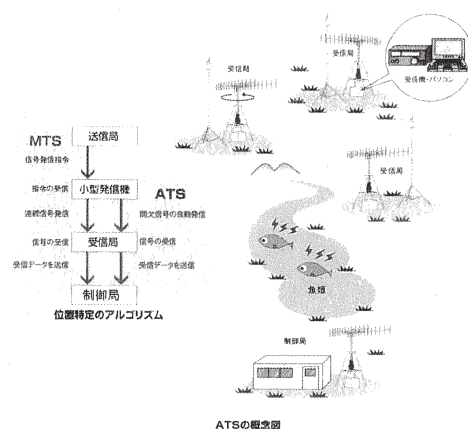 MTS
送信局
信号発信指令
指令の受信
小型発信機
ATS
連続信号発信
間欠信号の自動発信
信号の受信
受信局
信号の受信
受信データを送信
受信データを送信
制御局
位置特定のアルゴリズム
受信局
受信局
受信機・パソコン
受信局
魚類
制御局
ATSの概念図